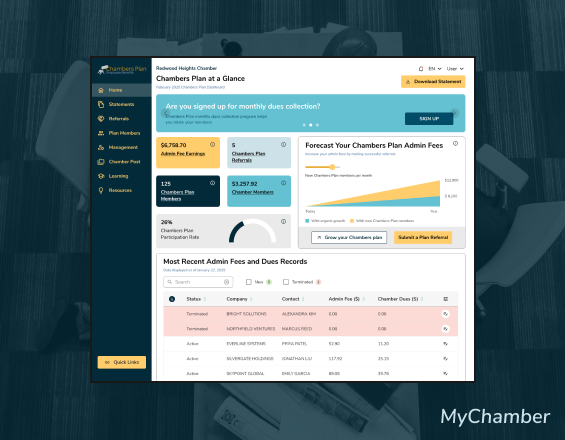 Chambers Plan
Employee Benefits
Home
Statements
Referrals
Plan Members
Management
Chamber Post
Learning
Resources
Quick Links
Redwood Heights Chamber
EN
User
Chambers Plan at a Glance
February 2025 Chambers Plan Dashboard
Download Statement
Are you signed up for monthly dues collection?
Chambers Plan monthly dues collection program helps
you retain your members.
SIGN UP
$6,758.70
Admin Fee Earnings
5
Chambers Plan
Referrals
125
Chambers Plan
Members
$3,257.92
Chamber Members
26%
Chambers Plan
Participation Rate
Forecast Your Chambers Plan Admin Fees
Increase your admin fees by making successful referrals
New Chambers Plan members per month
$12,000
$ 8,200
Today
Year
With organic growth
With new Chambers Plan members
Grow your Chambers plan
Submit a Plan Referral
Most Recent Admin Fees and Dues Records
Data displayed as of January 22, 2025
Search
New
Terminated
Status
Company
Contact
Admin Fee ($)
Chamber Dues ($)
Terminated BRIGHT SOLUTIONS ALEXANDRA KIM 0.00 0.00
Terminated NORTHFIELD VENTURES MARCUS REID 0.00 0.00
Active EVERLINE SYSTEMS PRIYA PATEL 52.90 11.20
Active SILVERGATE HOLDINGS JONATHAN LIU 117.92 25.15
Active SKYPOINT GLOBAL EMILY GARCIA
MyChamber